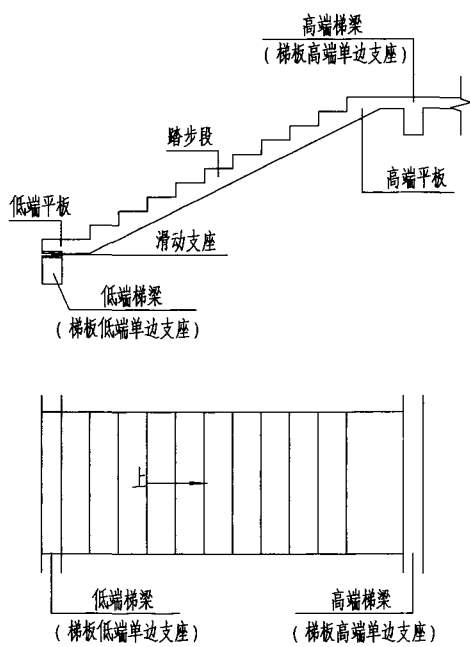 高端梯梁
(梯板高端单边支座)
踏步段
低端平板
高端平板
滑动支座
低端梯梁
(梯板低端单边支座)
上
低端梯梁
(梯板低端单边支座)
高端梯梁
(梯板高端单边支座)